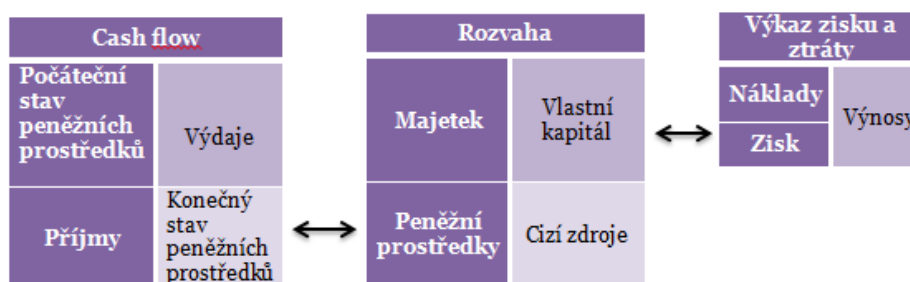 Cash flow
Počáteční
stav
peněžních
prostředků
Výdaje
Příjmy
Konečný
stav
peněžních
prostředků
Rozvaha
Majetek
Vlastní
kapitál
Peněžní
prostředky
Cizí zdroje
Výkaz zisku a
ztráty
Náklady
Zisk
Výnosy